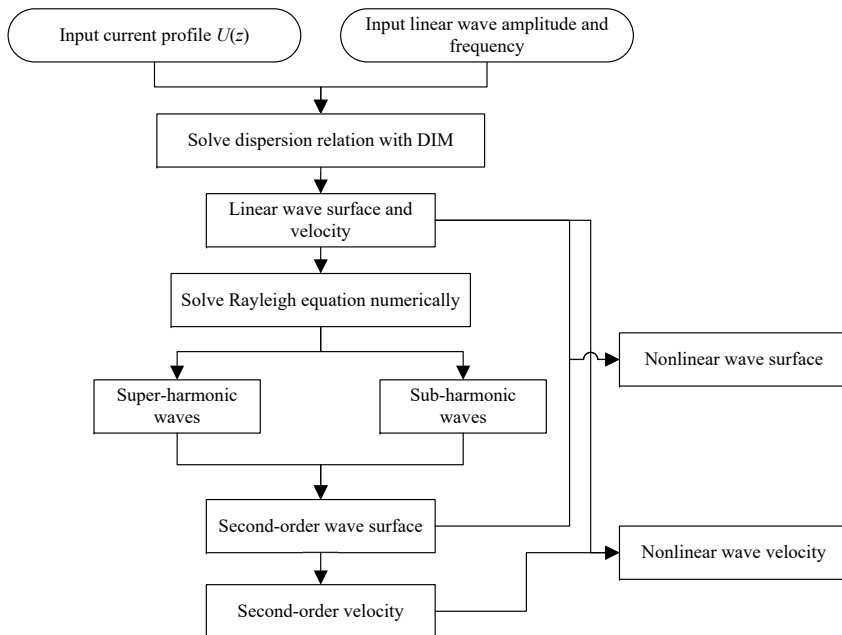 Input current profile U(z)
Input linear wave amplitude and
frequency
Solve dispersion relation with DIM
Linear wave surface and
velocity
Solve Rayleigh equation numerically
Nonlinear wave surface
Super-harmonic
waves
Sub-harmonic
waves
Second-order wave surface
Nonlinear wave velocity
Second-order velocity